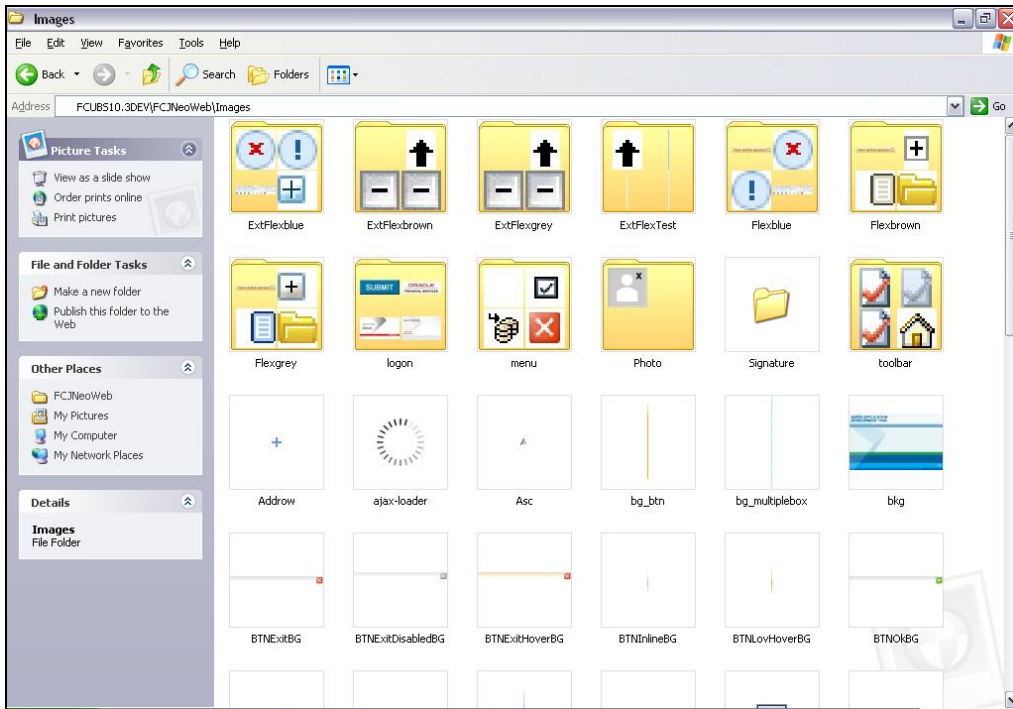 Images
File Edit View Favorites Tools Help
Back Search Folders
Address FCUBS10.3DEV\FCJNeoWeb\Images Go
Picture Tasks
View as a slide show
Order prints online
Print pictures
File and Folder Tasks
Make a new folder
Publish this folder to the
Web
Other Places
FCJNeoWeb
My Pictures
My Computer
My Network Places
Details
Images
File Folder
ExtFlexblue ExtFlexbrown ExtFlexgrey ExtFlexTest Flexblue Flexbrown
SUBMIT ORACLE
Flexgrey logon menu Photo Signature toolbar
Addrow ajax-loader Asc bg_btn bg_multiplebox bkg
BTNExitBG BTNExitDisabledBG BTNExitHoverBG BTNInlineBG BTNLovHoverBG BTNOkBG